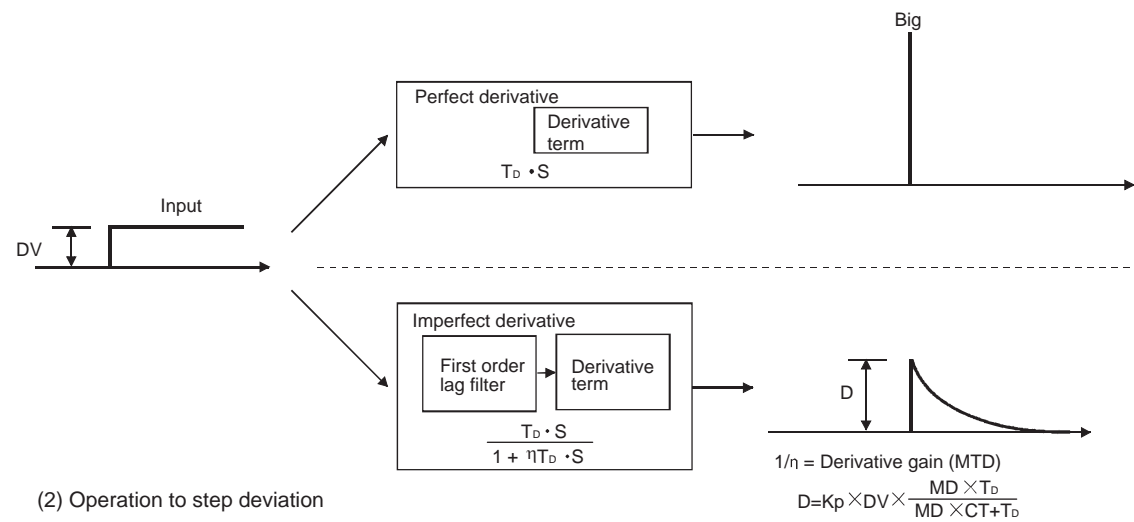 Big
Perfect derivative
Derivative
term
TD • S
Input
DV
Imperfect derivative
First order
lag filter
Derivative
term
TD • S
1 + ηTD • S
D
1/η = Derivative gain (MTD)
D=Kp×DV× MD×TD
MD×CT+TD
(2) Operation to step deviation